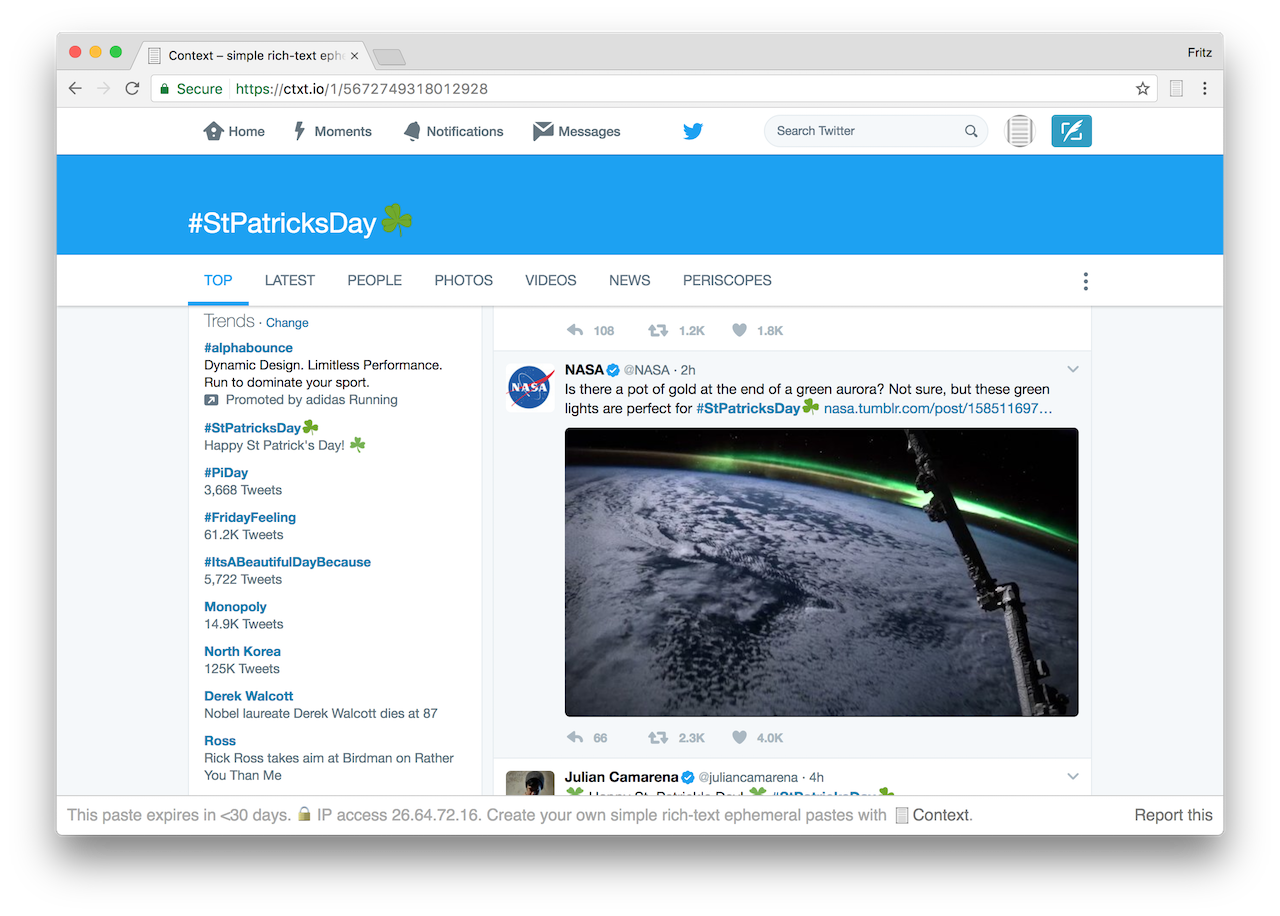 Context – simple rich-text eph
Fritz
Secure
https://ctxt.io/1/5672749318012928
Home
Moments
Notifications
Messages
Search Twitter
#StPatricksDay☘
TOP
LATEST
PEOPLE
PHOTOS
VIDEOS
NEWS
PERISCOPES
Trends · Change
#alphabounce
Dynamic Design. Limitless Performance.
Run to dominate your sport.
Promoted by adidas Running
#StPatricksDay☘
Happy St Patrick's Day! ☘
#PiDay
3,668 Tweets
#FridayFeeling
61.2K Tweets
#ItsABeautifulDayBecause
5,722 Tweets
Monopoly
14.9K Tweets
North Korea
125K Tweets
Derek Walcott
Nobel laureate Derek Walcott dies at 87
Ross
Rick Ross takes aim at Birdman on Rather
You Than Me
108 1.2K 1.8K
NASA
NASA @NASA · 2h
Is there a pot of gold at the end of a green aurora? Not sure, but these green
lights are perfect for #StPatricksDay☘ nasa.tumblr.com/post/158511697…
66 2.3K 4.0K
Julian Camarena @juliancamarena · 4h
☘ Happy St. Patrick's Day! ☘ #StPatricksDay☘
This paste expires in <30 days. 🔒 IP access 26.64.72.16. Create your own simple rich-text ephemeral pastes with Context.
Report this